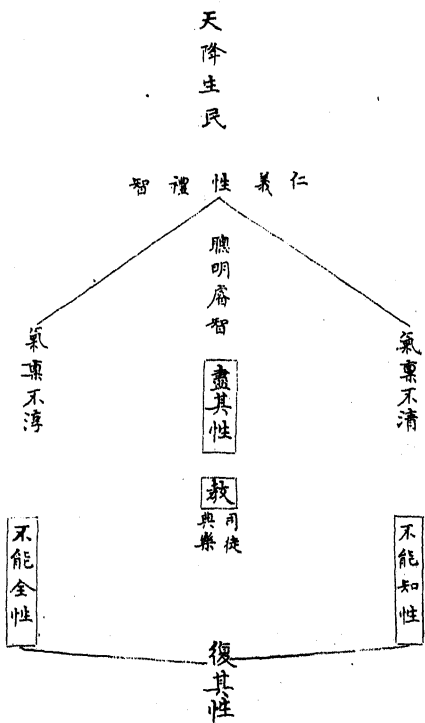 天降生民
仁義性禮智
聰明睿智
氣稟不清
氣稟不淳
盡其性
教
司徒
典樂
不能知性
不能全性
復其性